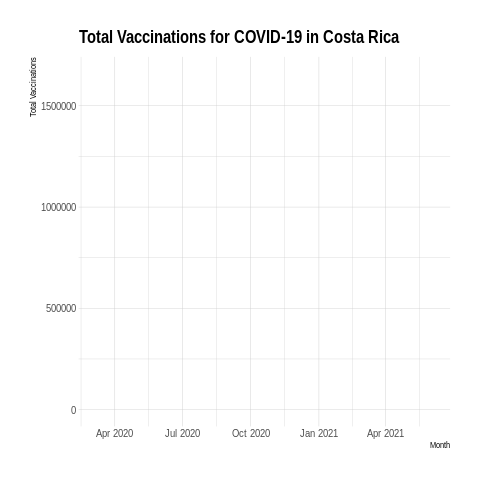 Total Vaccinations for COVID-19 in Costa Rica
Total Vaccinations
1500000
1000000
500000
0
Apr 2020 Jul 2020 Oct 2020 Jan 2021 Apr 2021
Month